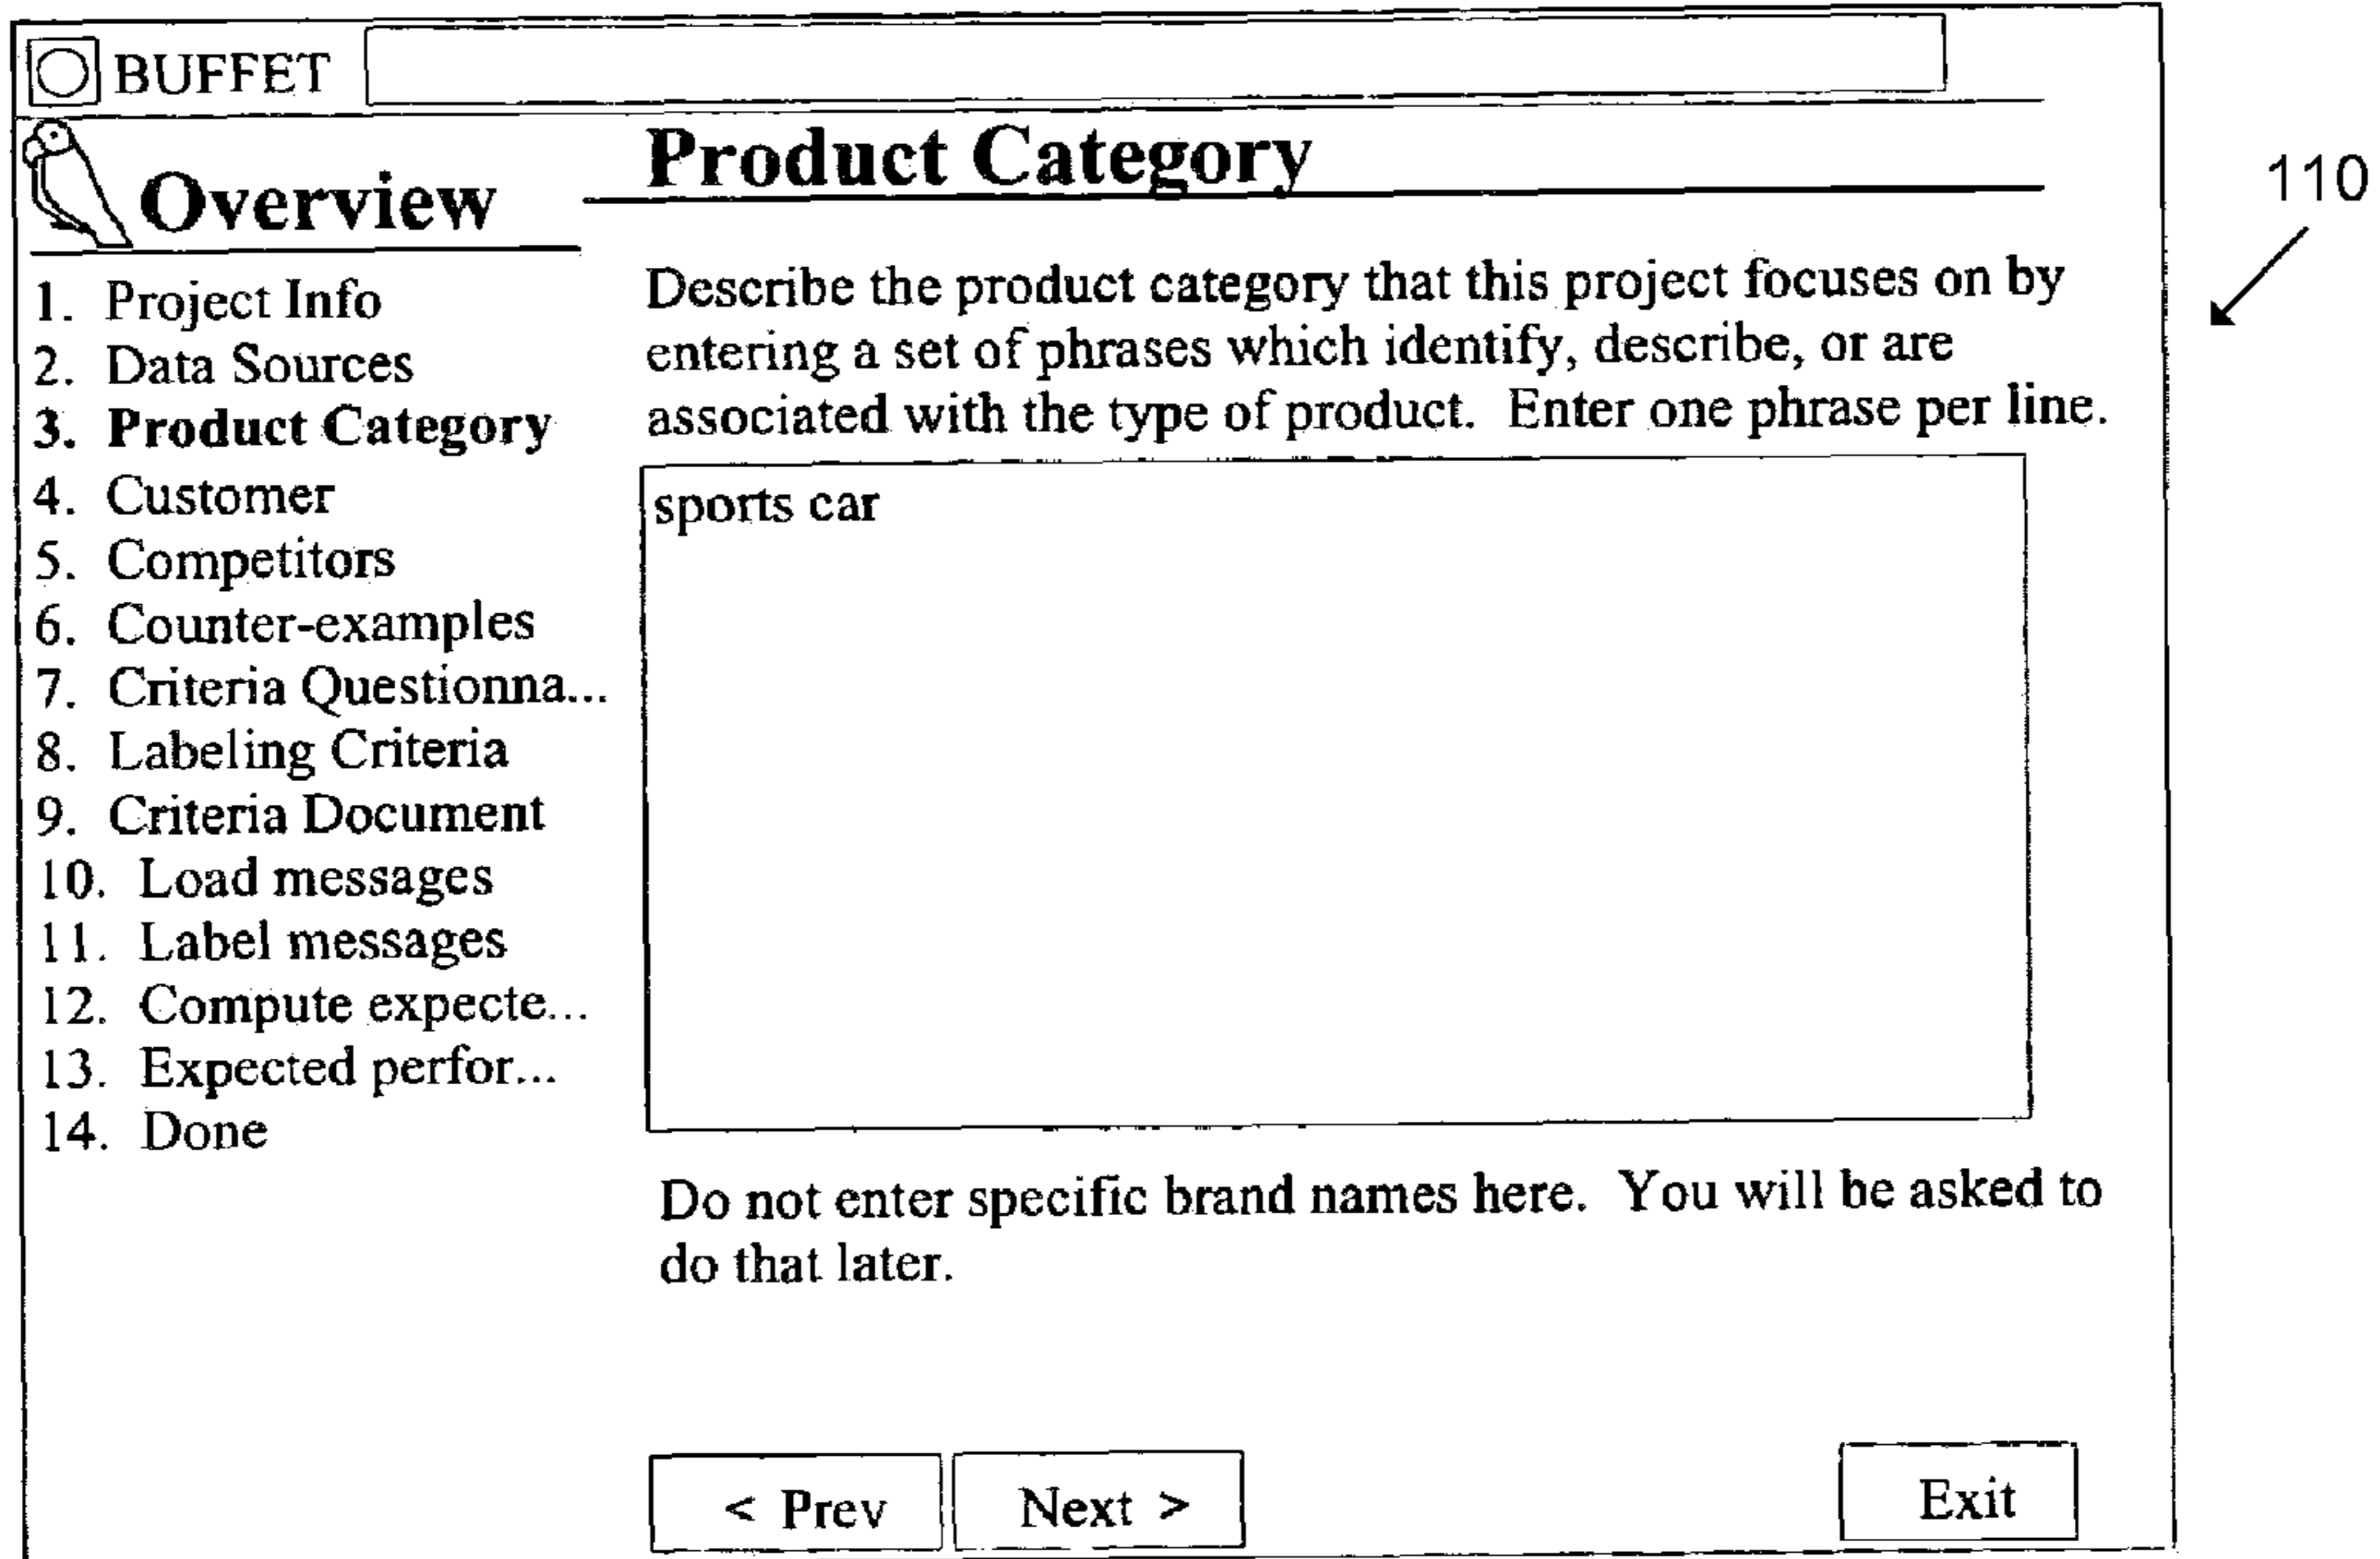 BUFFET
Overview
1. Project Info
2. Data Sources
3. Product Category
4. Customer
5. Competitors
6. Counter-examples
7. Criteria Questionna...
8. Labeling Criteria
9. Criteria Document
10. Load messages
11. Label messages
12. Compute expecte...
13. Expected perfor...
14. Done
Product Category
Describe the product category that this project focuses on by
entering a set of phrases which identify, describe, or are
associated with the type of product. Enter one phrase per line.
sports car
Do not enter specific brand names here. You will be asked to
do that later.
< Prev
Next >
Exit
110